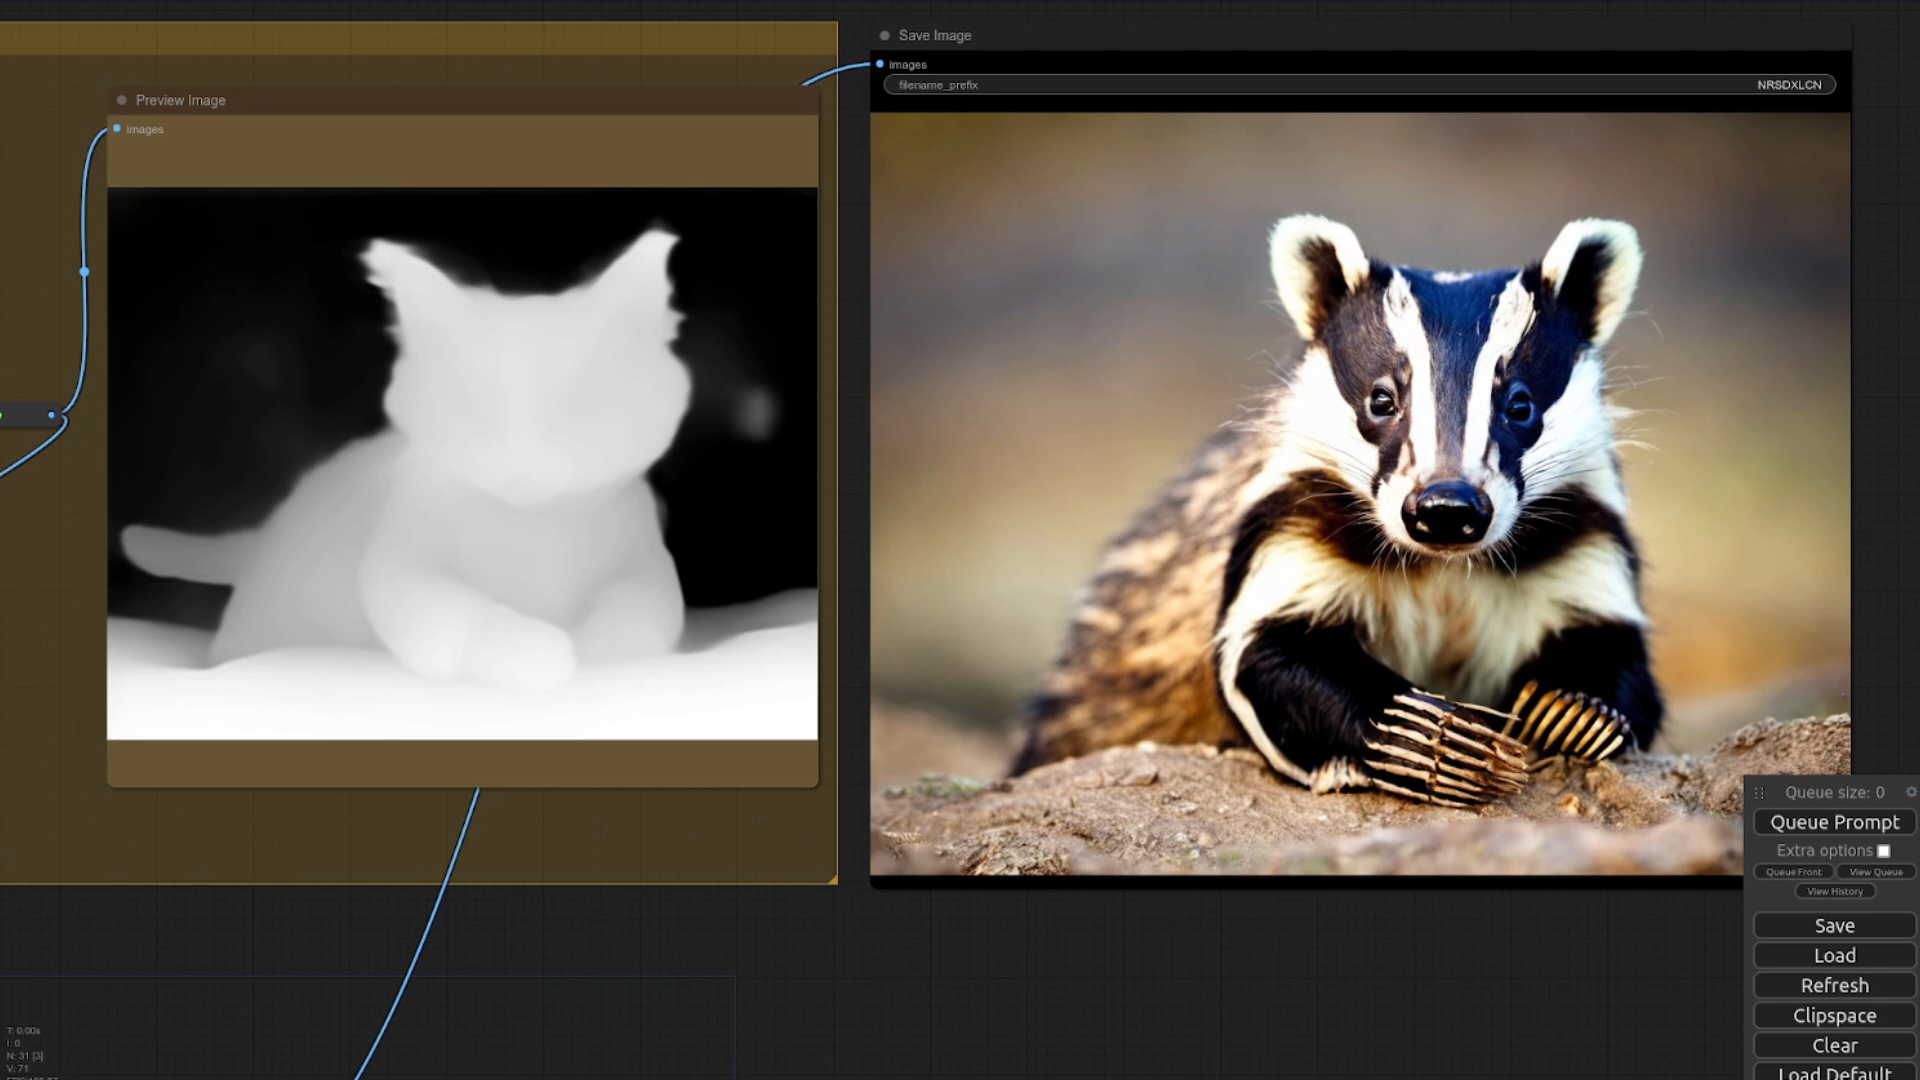 Save Image
images
filename_prefix NRSDXLCN
Preview Image
images
Queue size: 0
Queue Prompt
Extra options
Queue Front View Queue
View History
Save
Load
Refresh
Clipspace
Clear
Load Default
T: 0.00s
I: 0
N: 31 [3]
V: 71